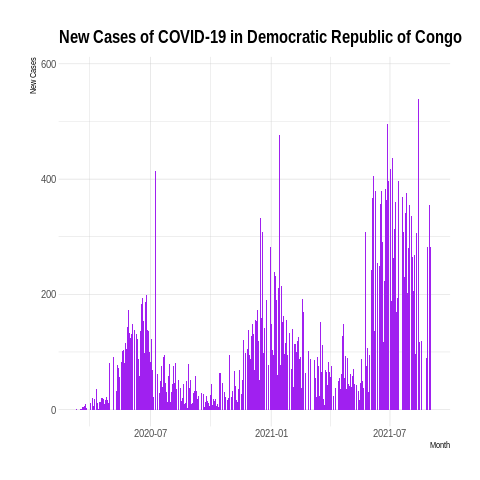 New Cases of COVID-19 in Democratic Republic of Congo
New Cases
600
400
200
0
2020-07
2021-01
2021-07
Month